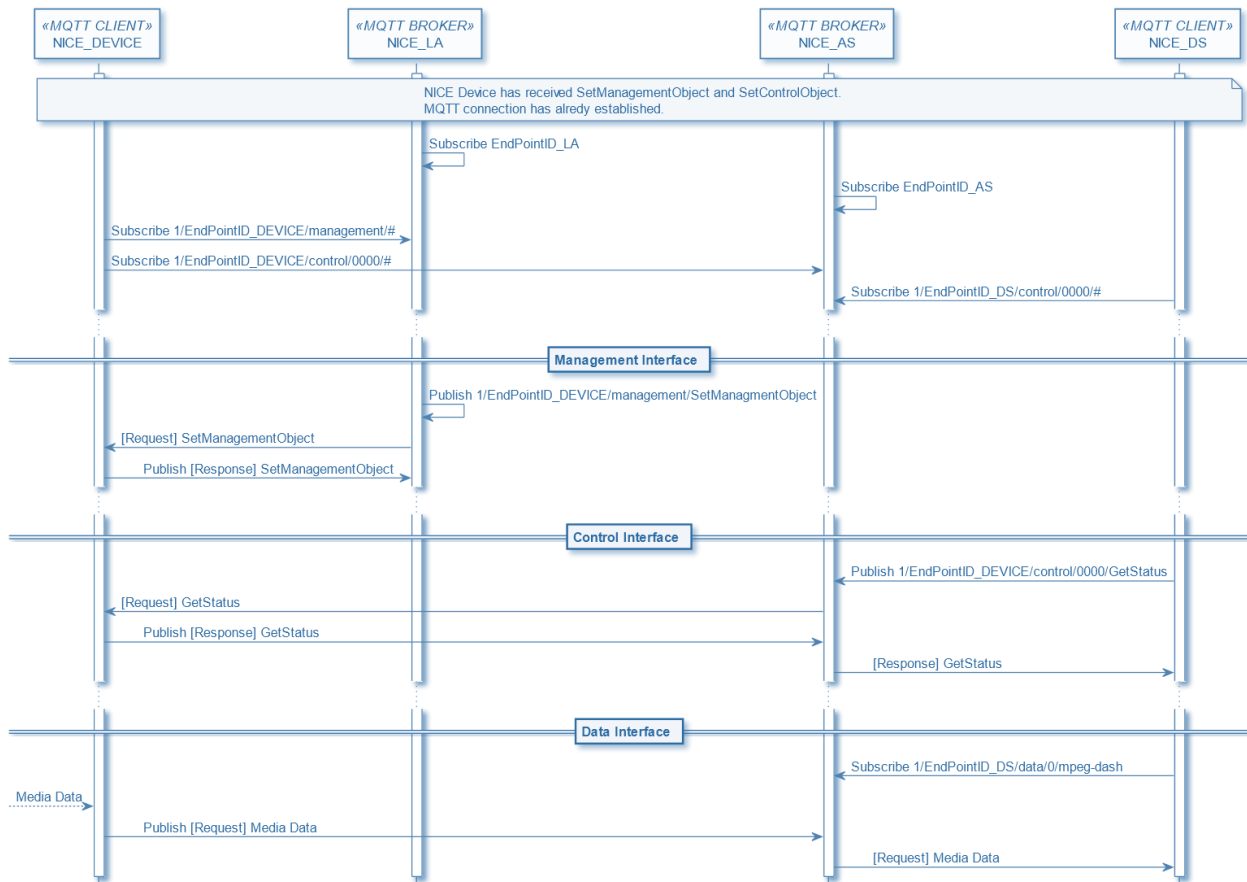 «MQTT CLIENT»
NICE_DEVICE
«MQTT BROKER»
NICE_LA
«MQTT BROKER»
NICE_AS
«MQTT CLIENT»
NICE_DS
NICE Device has received SetManagementObject and SetControlObject.
MQTT connection has alredy established.
Subscribe EndPointID_LA
Subscribe EndPointID_AS
Subscribe 1/EndPointID_DEVICE/management/#
Subscribe 1/EndPointID_DEVICE/control/0000/#
Subscribe 1/EndPointID_DS/control/0000/#
Management Interface
Publish 1/EndPointID_DEVICE/management/SetManagmentObject
[Request] SetManagementObject
Publish [Response] SetManagementObject
Control Interface
Publish 1/EndPointID_DEVICE/control/0000/GetStatus
[Request] GetStatus
Publish [Response] GetStatus
[Response] GetStatus
Data Interface
Subscribe 1/EndPointID_DS/data/0/mpeg-dash
Media Data
Publish [Request] Media Data
[Request] Media Data